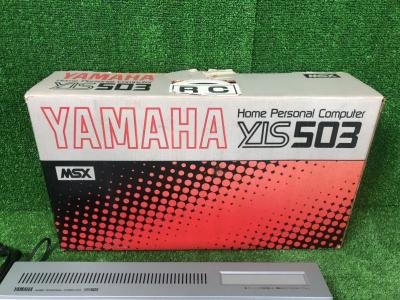 YAMAHA YIS503 MSX
RC
YAMAHA
Home Personal Computer
YIS503
MSX
YAMAHA